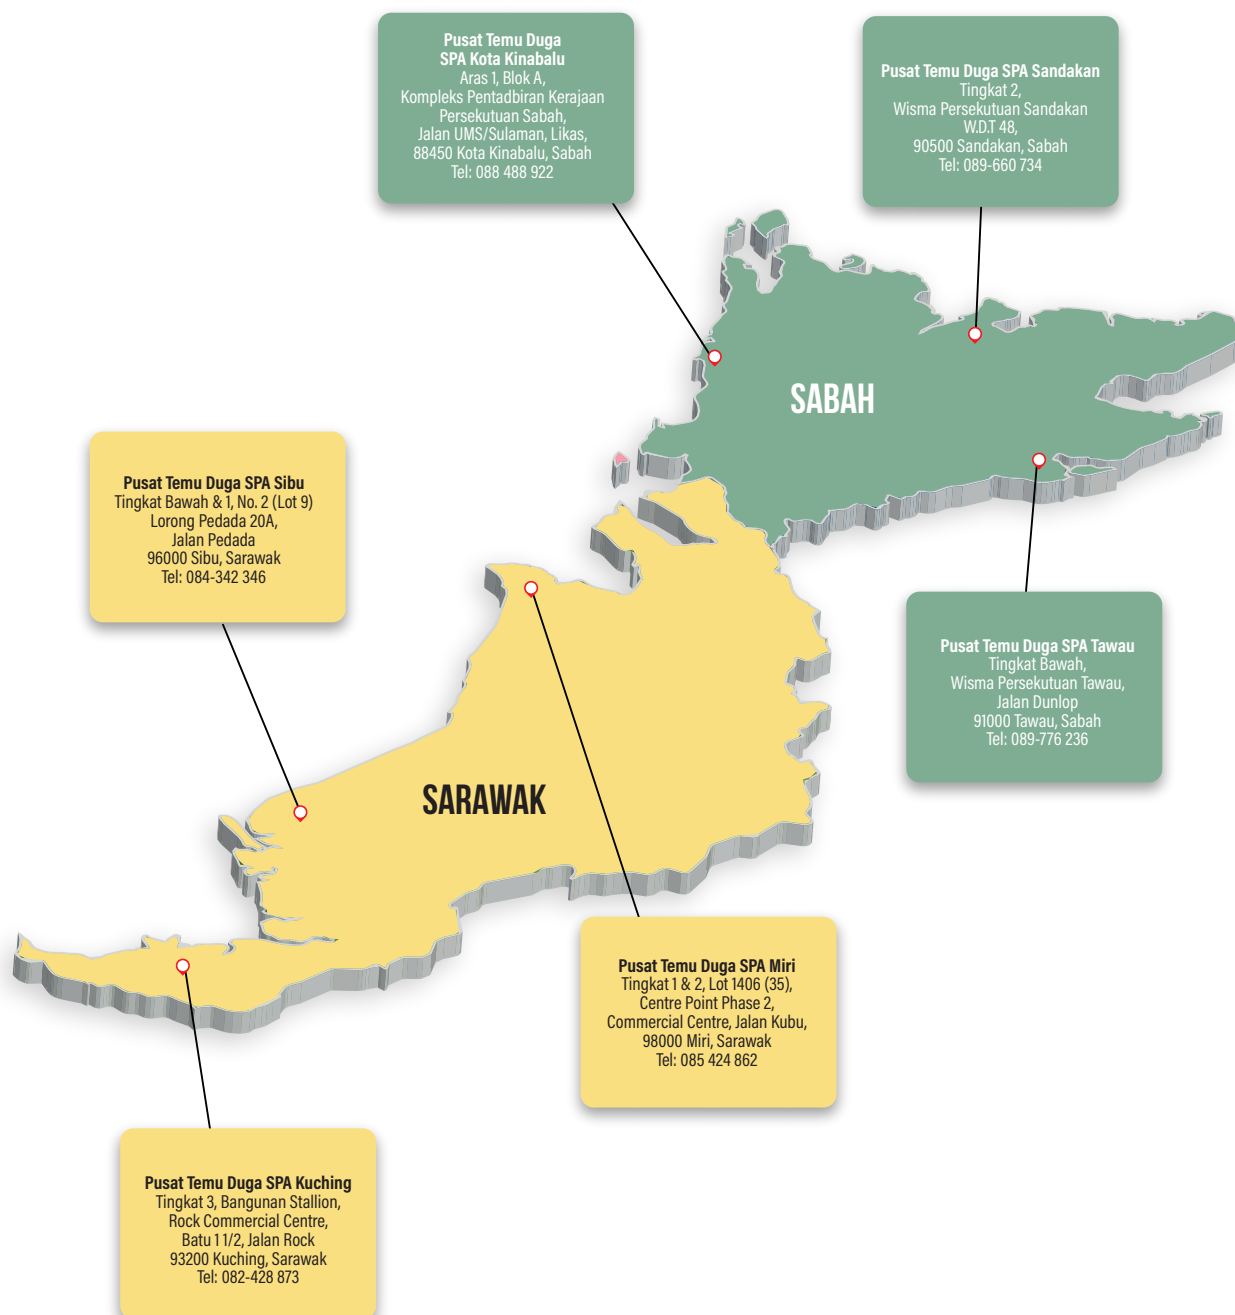 Pusat Temu Duga
SPA Kota Kinabalu
Aras 1, Blok A,
Kompleks Pentadbiran Kerajaan
Persekutuan Sabah,
Jalan UMS/Sulaman, Likas,
88450 Kota Kinabalu, Sabah
Tel: 088 488 922
Pusat Temu Duga SPA Sandakan
Tingkat 2,
Wisma Persekutuan Sandakan
W.D.T 48,
90500 Sandakan, Sabah
Tel: 089-660 734
SABAH
Pusat Temu Duga SPA Sibu
Tingkat Bawah & 1, No. 2 (Lot 9)
Lorong Pedada 20A,
Jalan Pedada
96000 Sibu, Sarawak
Tel: 084-342 346
Pusat Temu Duga SPA Tawau
Tingkat Bawah,
Wisma Persekutuan Tawau,
Jalan Dunlop
91000 Tawau, Sabah
Tel: 089-776 236
SARAWAK
Pusat Temu Duga SPA Miri
Tingkat 1 & 2, Lot 1406 (35),
Centre Point Phase 2,
Commercial Centre, Jalan Kubu,
98000 Miri, Sarawak
Tel: 085 424 862
Pusat Temu Duga SPA Kuching
Tingkat 3, Bangunan Stallion,
Rock Commercial Centre,
Batu 1 1/2, Jalan Rock
93200 Kuching, Sarawak
Tel: 082-428 873